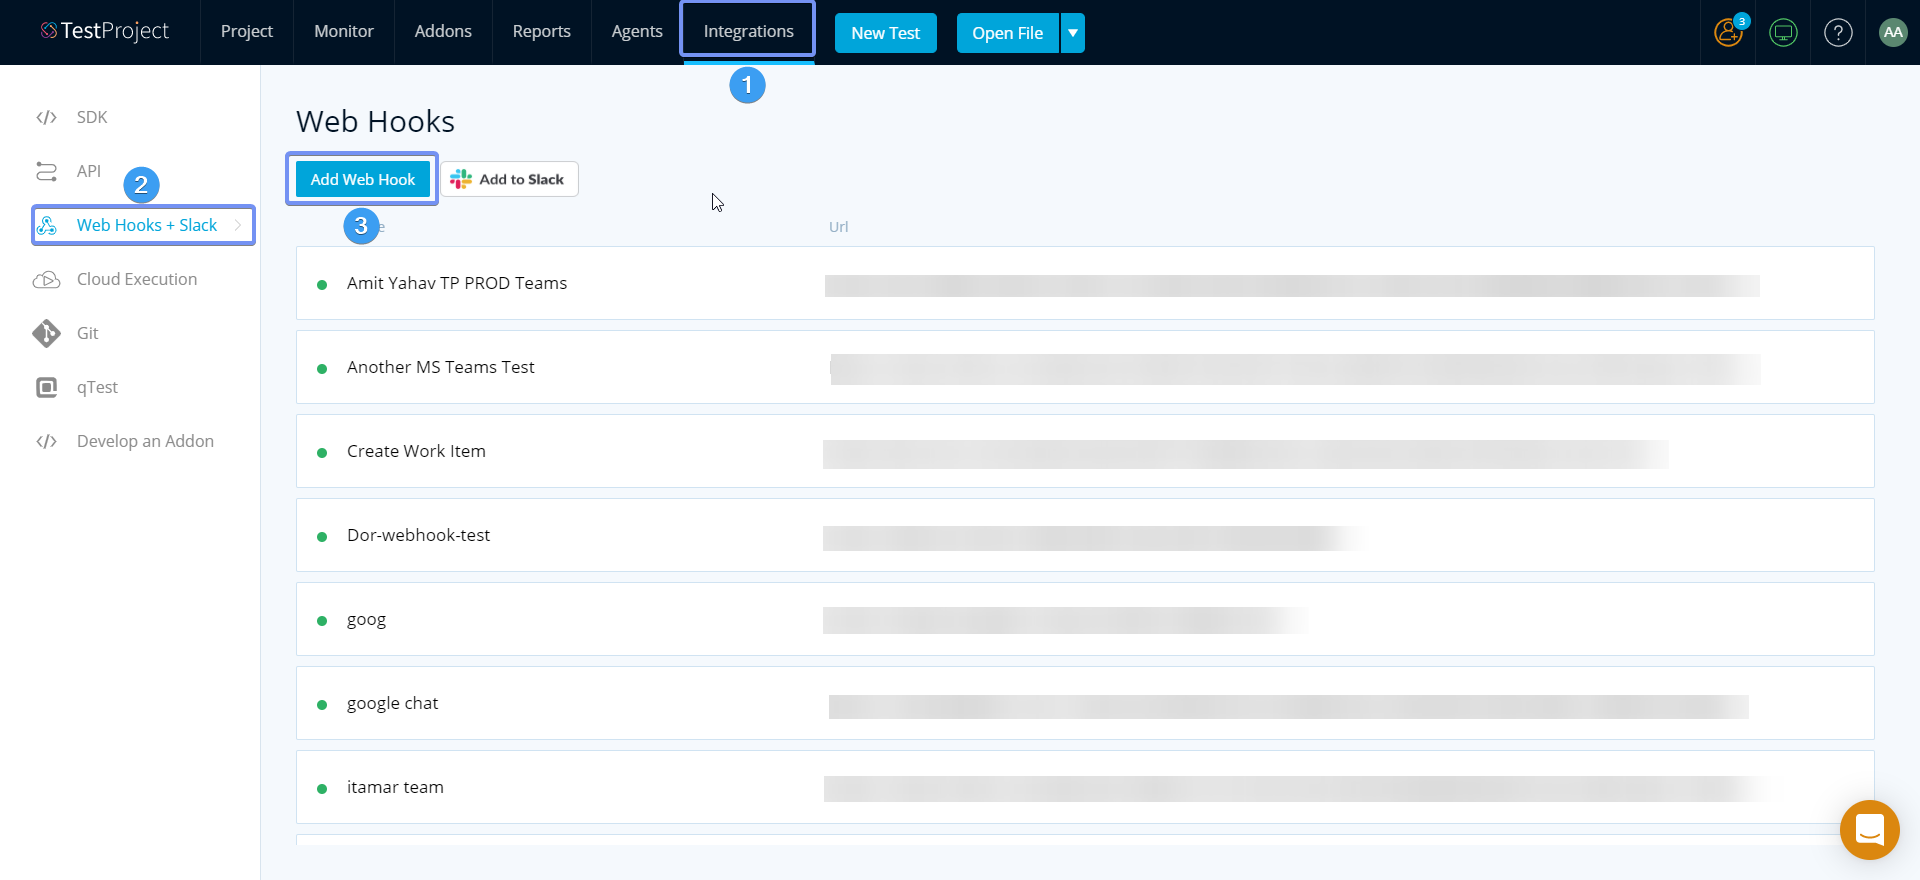 TestProject
Project
Monitor
Addons
Reports
Agents
Integrations
New Test
Open File
3
?
AA
1
SDK
API
2
Web Hooks + Slack
Cloud Execution
Git
qTest
Develop an Addon
Web Hooks
Add Web Hook
Add to Slack
3
Url
Amit Yahav TP PROD Teams
Another MS Teams Test
Create Work Item
Dor-webhook-test
goog
google chat
itamar team